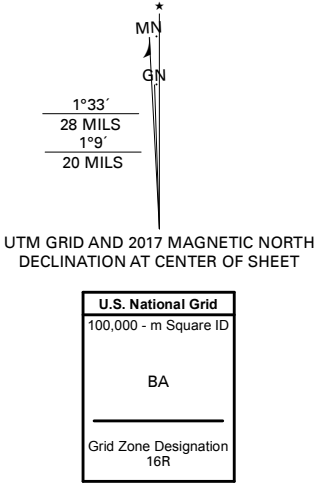 ★
MN
GN
1°33´
28 MILS
1°9´
20 MILS
UTM GRID AND 2017 MAGNETIC NORTH
DECLINATION AT CENTER OF SHEET
U.S. National Grid
100,000 - m Square ID
BA
Grid Zone Designation
16R